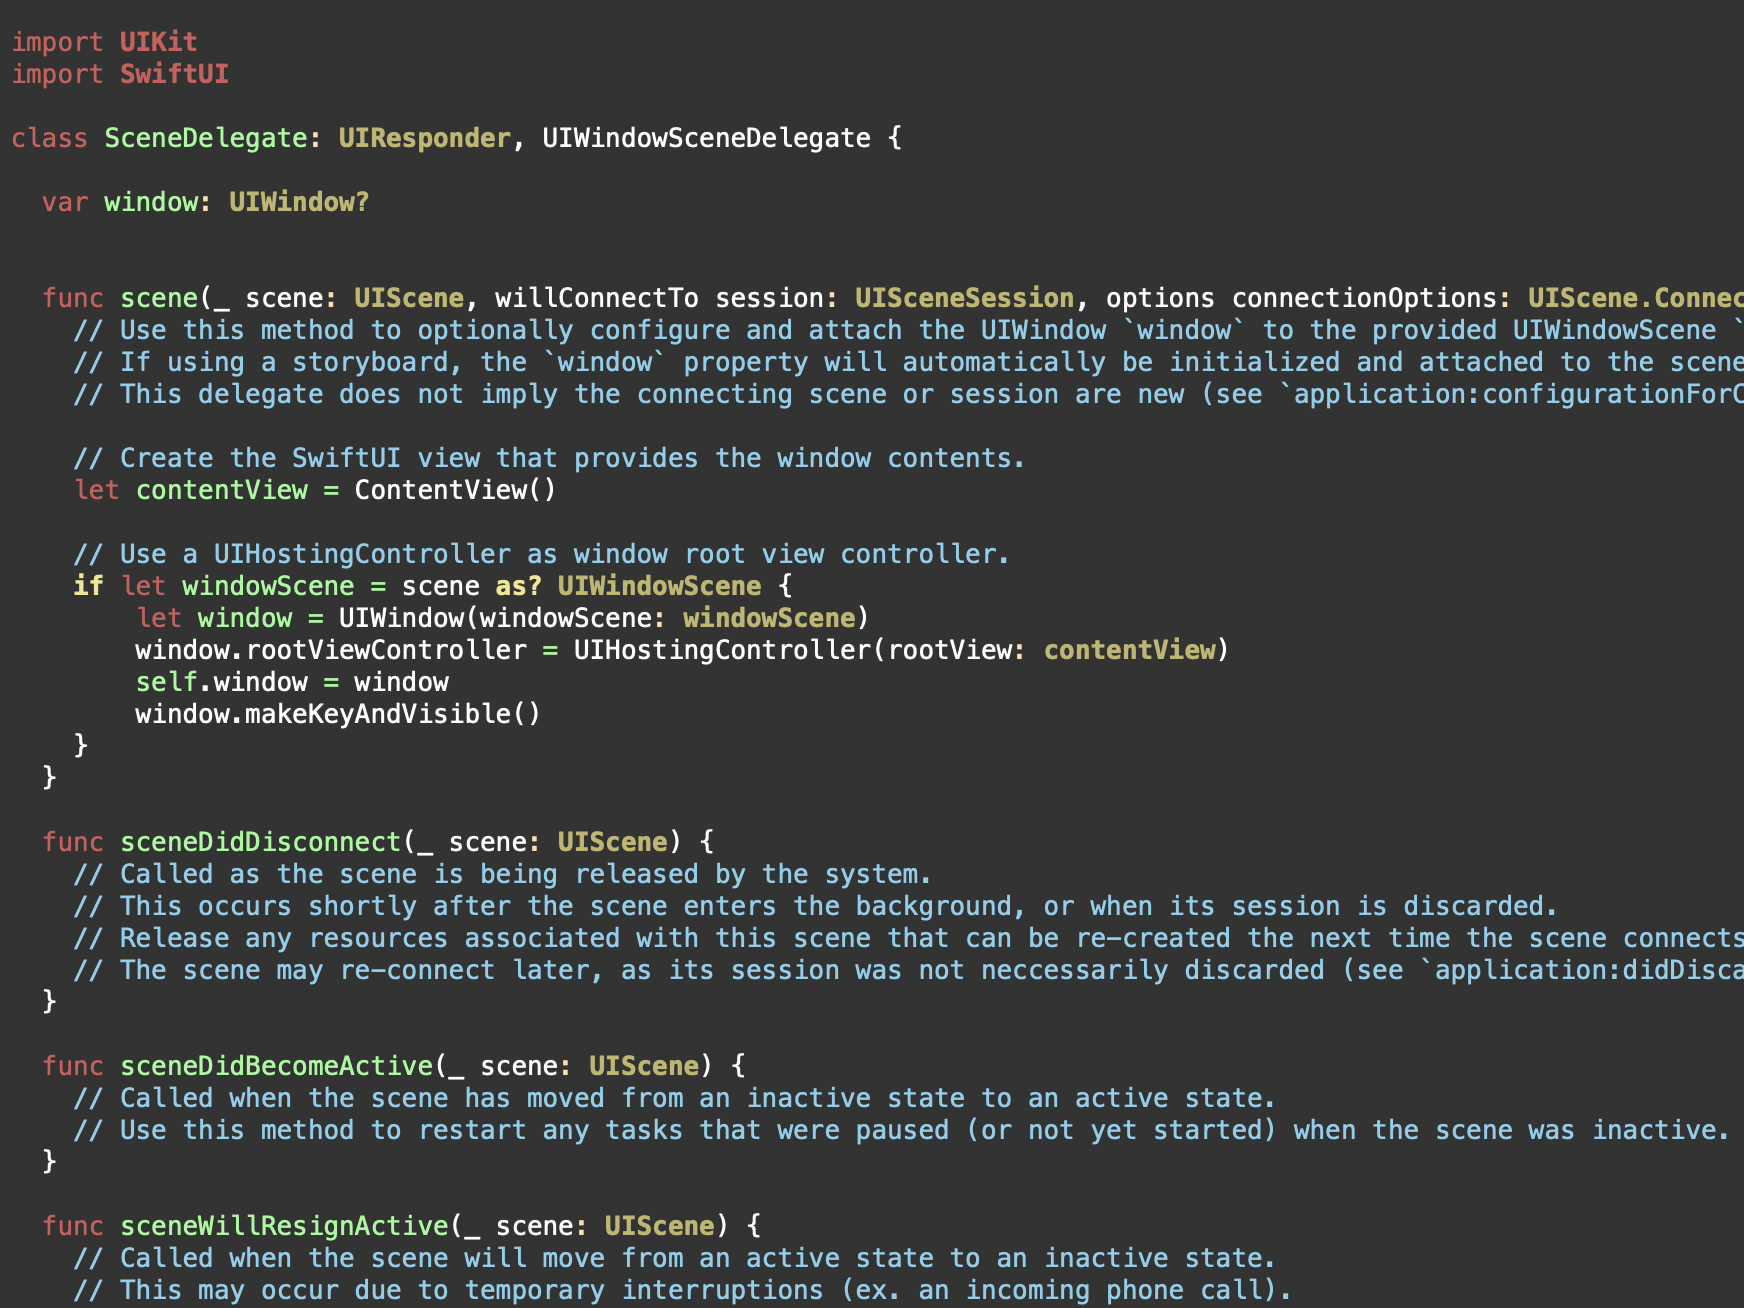 import UIKit
import SwiftUI
class SceneDelegate: UIResponder, UIWindowSceneDelegate {
var window: UIWindow?
func scene(_ scene: UIScene, willConnectTo session: UISceneSession, options connectionOptions: UIScene.Connec
// Use this method to optionally configure and attach the UIWindow `window` to the provided UIWindowScene `
// If using a storyboard, the `window` property will automatically be initialized and attached to the scene
// This delegate does not imply the connecting scene or session are new (see `application:configurationForC
// Create the SwiftUI view that provides the window contents.
let contentView = ContentView()
// Use a UIHostingController as window root view controller.
if let windowScene = scene as? UIWindowScene {
let window = UIWindow(windowScene: windowScene)
window.rootViewController = UIHostingController(rootView: contentView)
self.window = window
window.makeKeyAndVisible()
}
}
func sceneDidDisconnect(_ scene: UIScene) {
// Called as the scene is being released by the system.
// This occurs shortly after the scene enters the background, or when its session is discarded.
// Release any resources associated with this scene that can be re-created the next time the scene connects
// The scene may re-connect later, as its session was not neccessarily discarded (see `application:didDisca
}
func sceneDidBecomeActive(_ scene: UIScene) {
// Called when the scene has moved from an inactive state to an active state.
// Use this method to restart any tasks that were paused (or not yet started) when the scene was inactive.
}
func sceneWillResignActive(_ scene: UIScene) {
// Called when the scene will move from an active state to an inactive state.
// This may occur due to temporary interruptions (ex. an incoming phone call).